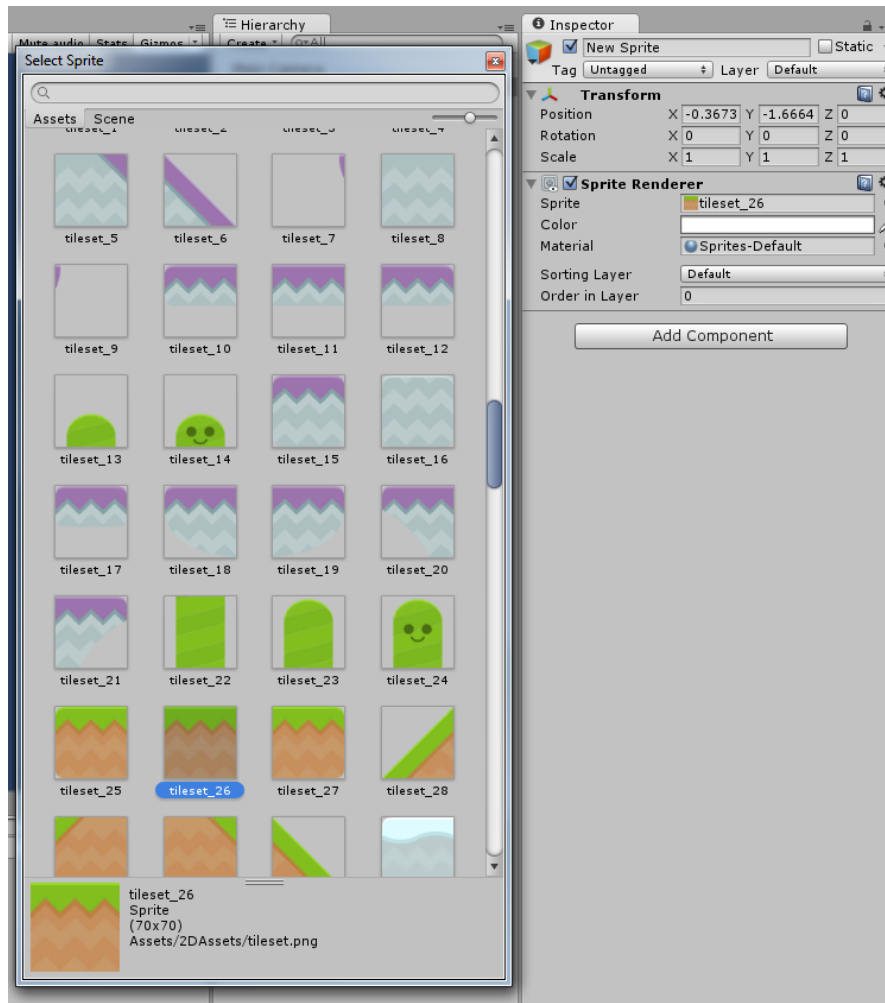 Hierarchy
Mute audio Stats Gizmos
Create
All
Select Sprite
Assets Scene
tileset_1 tileset_2 tileset_3 tileset_4
tileset_5 tileset_6 tileset_7 tileset_8
tileset_9 tileset_10 tileset_11 tileset_12
tileset_13 tileset_14 tileset_15 tileset_16
tileset_17 tileset_18 tileset_19 tileset_20
tileset_21 tileset_22 tileset_23 tileset_24
tileset_25 tileset_26 tileset_27 tileset_28
tileset_26
Sprite
(70x70)
Assets/2DAssets/tileset.png
Inspector
New Sprite Static
Tag Untagged Layer Default
Transform
Position X -0.3673 Y -1.6664 Z 0
Rotation X 0 Y 0 Z 0
Scale X 1 Y 1 Z 1
Sprite Renderer
Sprite tileset_26
Color
Material Sprites-Default
Sorting Layer Default
Order in Layer 0
Add Component